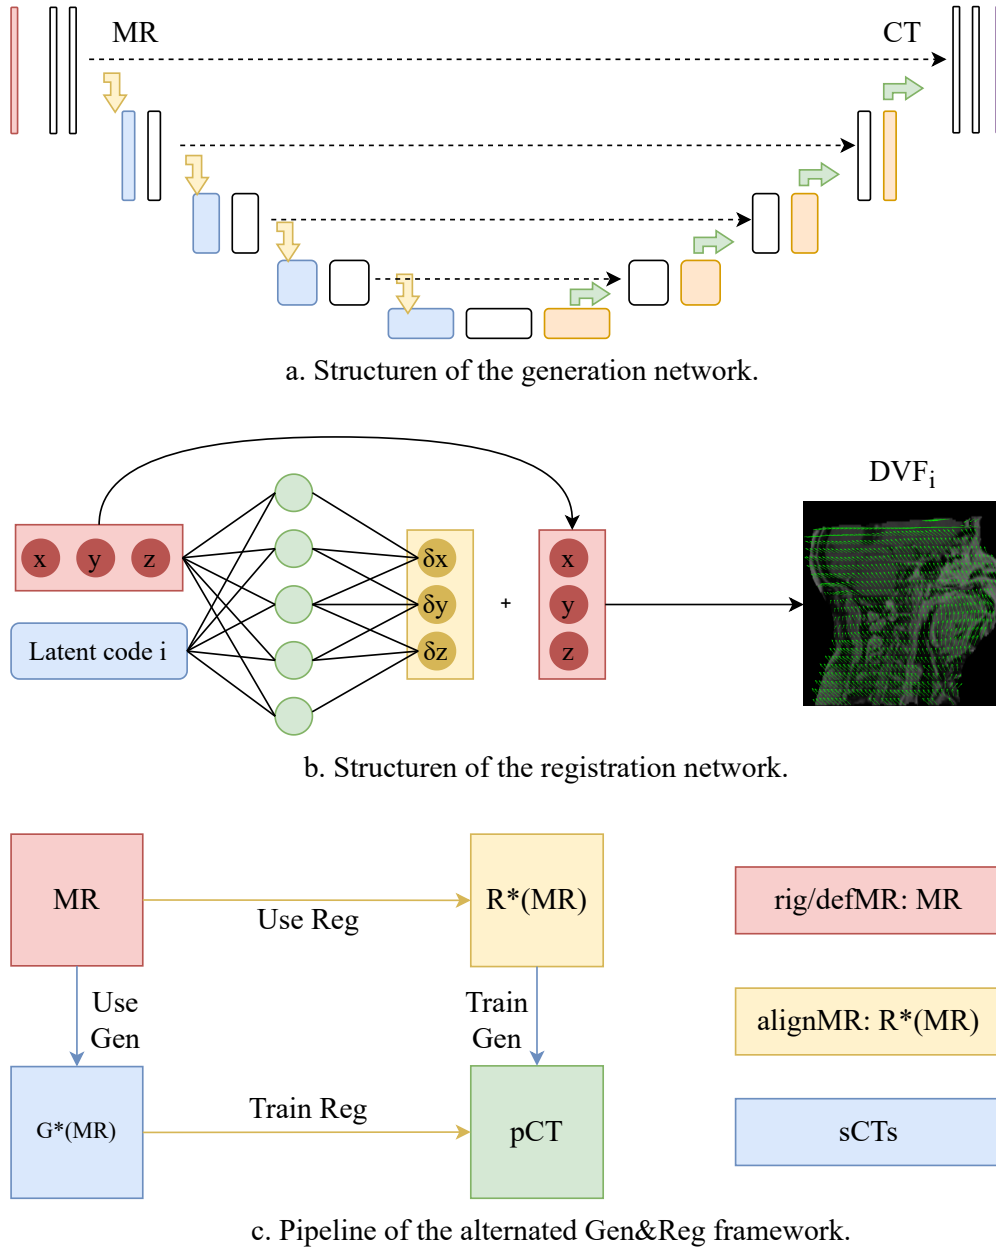 MR
CT
a. Structuren of the generation network.
DVFi
x y z
δx
x
δy
+
y
Latent code i
δz
z
b. Structuren of the registration network.
MR
R*(MR)
rig/defMR: MR
Use Reg
Use
Gen
Train
Gen
alignMR: R*(MR)
G*(MR)
Train Reg
pCT
sCTs
c. Pipeline of the alternated Gen&Reg framework.